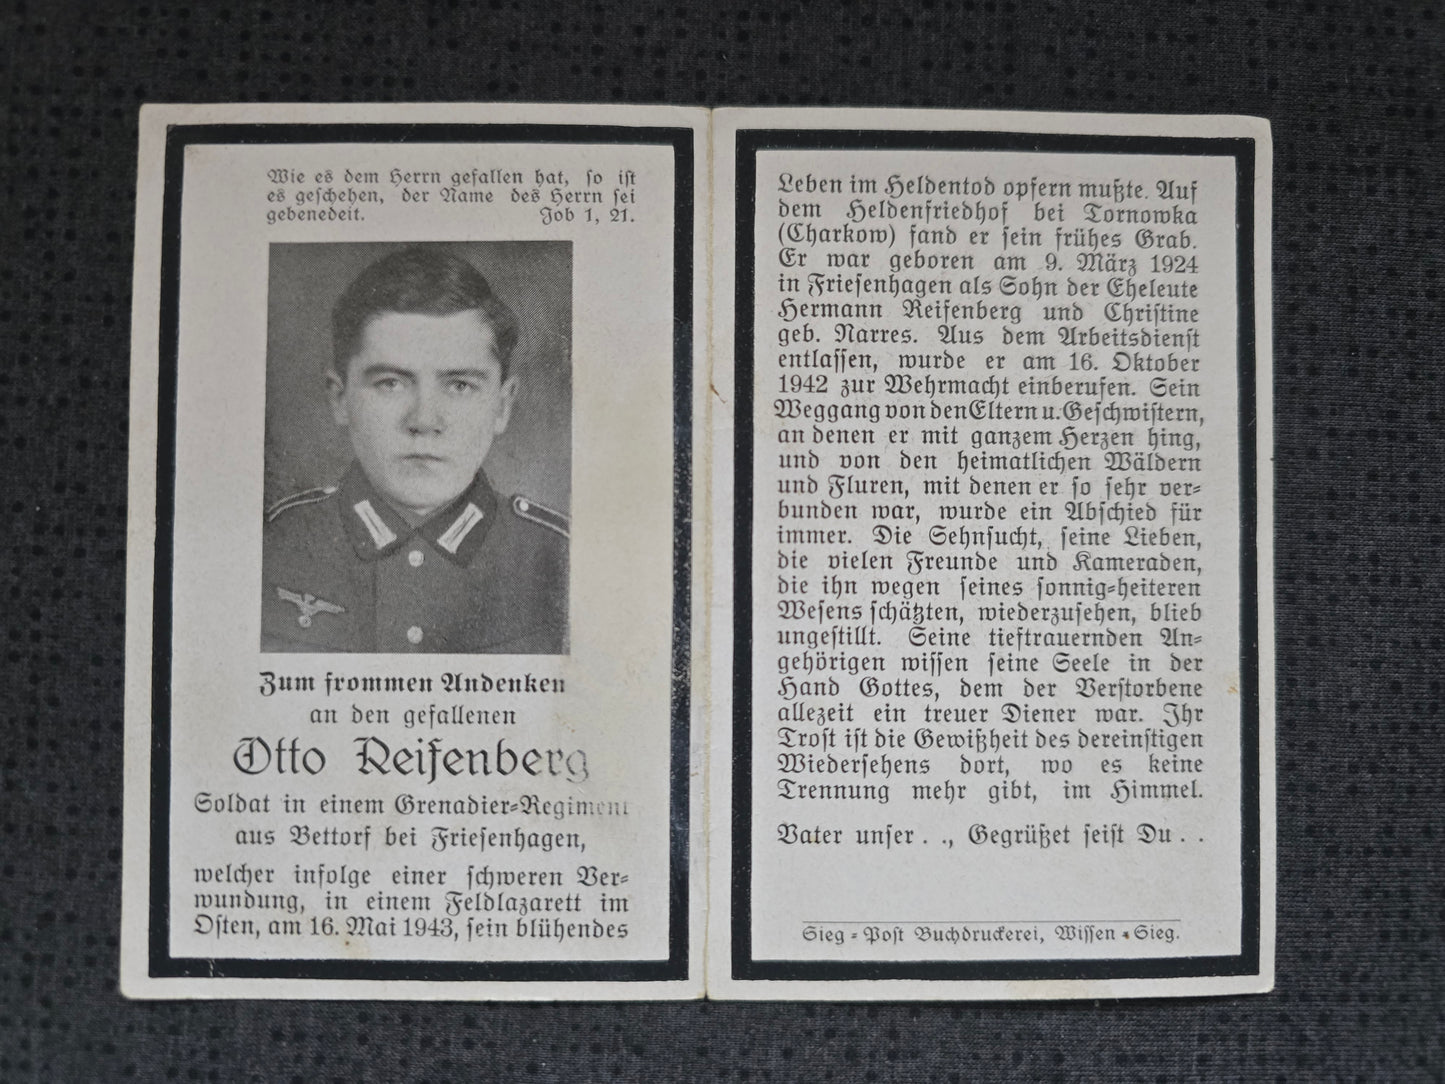 Wie es dem Herrn gefallen hat, so ist
es geschehen, der Name des Herrn sei
gebenedeit. Job 1, 21.
Zum frommen Andenken
an den gefallenen
Otto Reifenberg
Soldat in einem Grenadier=Regiment
aus Bettorf bei Friesenhagen,
welcher infolge einer schweren Ver=
wundung, in einem Feldlazarett im
Osten, am 16. Mai 1943, sein blühendes
Leben im Heldentod opfern mußte. Auf
dem Heldenfriedhof bei Tornowka
(Charkow) fand er sein frühes Grab.
Er war geboren am 9. März 1924
in Friesenhagen als Sohn der Eheleute
Hermann Reifenberg und Christine
geb. Narres. Aus dem Arbeitsdienst
entlassen, wurde er am 16. Oktober
1942 zur Wehrmacht einberufen. Sein
Weggang von den Eltern u. Geschwistern,
an denen er mit ganzem Herzen hing,
und von den heimatlichen Wäldern
und Fluren, mit denen er so sehr ver=
bunden war, wurde ein Abschied für
immer. Die Sehnsucht, seine Lieben,
die vielen Freunde und Kameraden,
die ihn wegen seines sonnig=heiteren
Wesens schätzten, wiederzusehen, blieb
ungestillt. Seine tieftrauernden An=
gehörigen wissen seine Seele in der
Hand Gottes, dem der Verstorbene
allezeit ein treuer Diener war. Ihr
Trost ist die Gewißheit des dereinstigen
Wiedersehens dort, wo es keine
Trennung mehr gibt, im Himmel.
Vater unser . ., Gegrüßet seist Du . .
Sieg = Post Buchdruckerei, Wissen = Sieg.